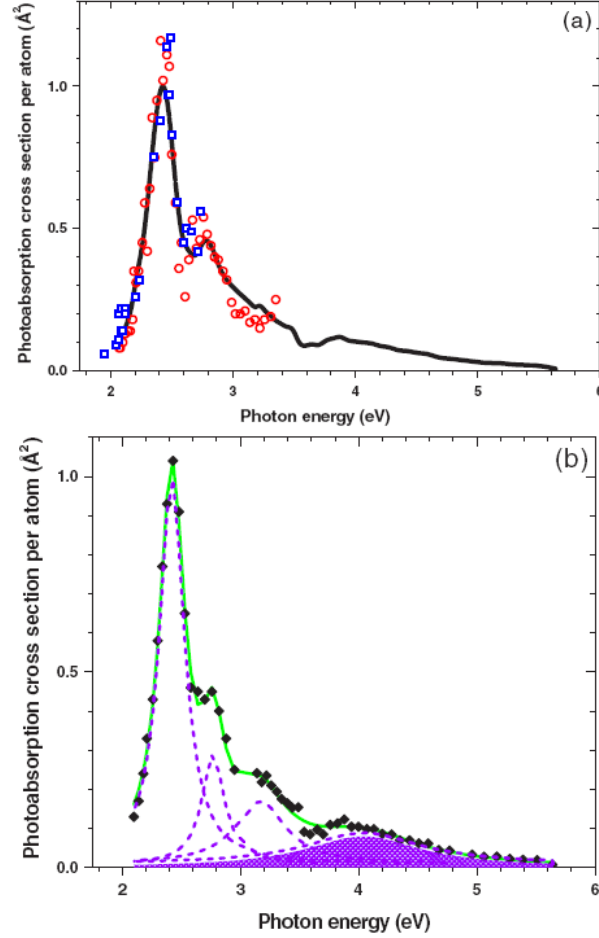 (a)
Photoabsorption cross section per atom (Å²)
1.0
0.5
0.0
2 3 4 5 6
Photon energy (eV)
(b)
Photoabsorption cross section per atom (Å²)
1.0
0.5
0.0
2 3 4 5 6
Photon energy (eV)